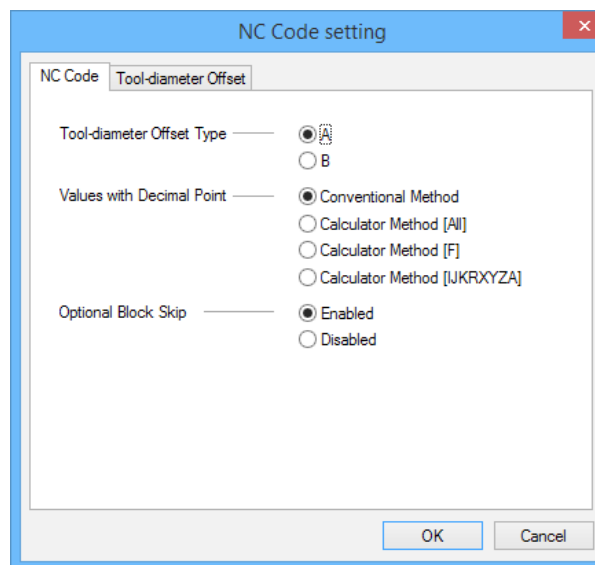 NC Code setting
NC Code Tool-diameter Offset
Tool-diameter Offset Type A
B
Values with Decimal Point Conventional Method
Calculator Method [All]
Calculator Method [F]
Calculator Method [IJKRXYZA]
Optional Block Skip Enabled
Disabled
OK Cancel